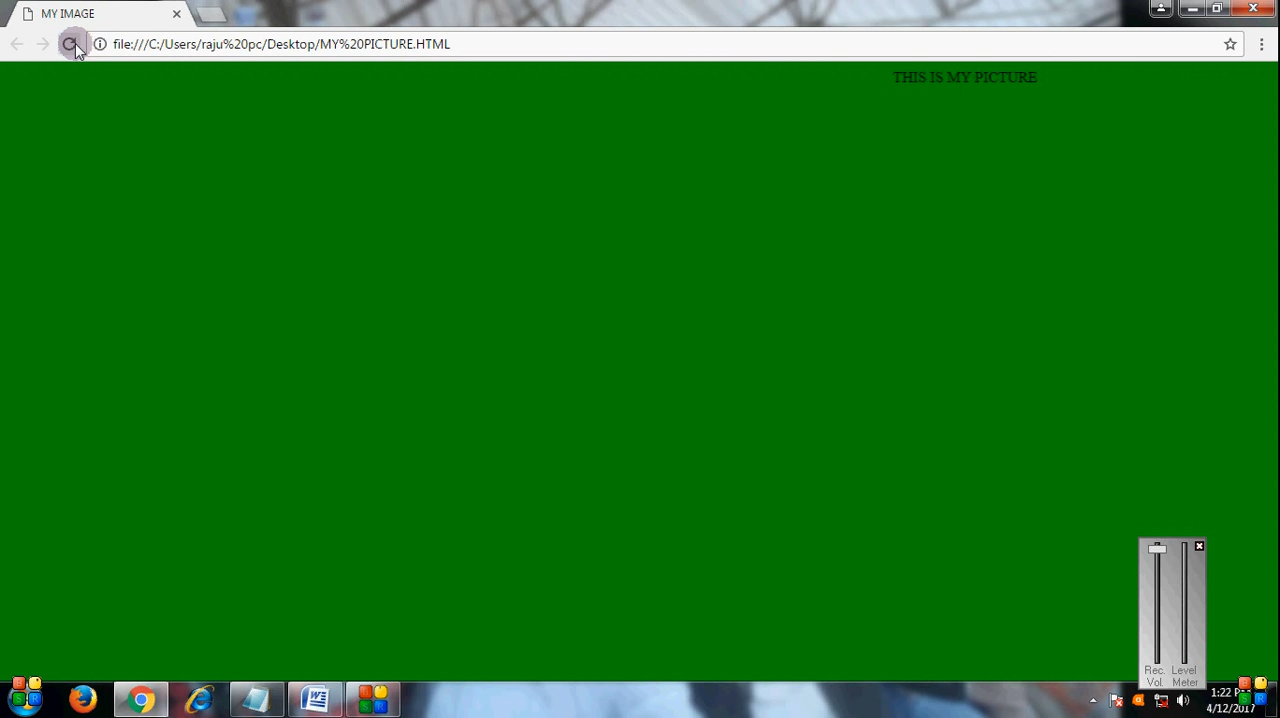 MY IMAGE
file:///C:/Users/raju%20pc/Desktop/MY%20PICTURE.HTML
THIS IS MY PICTURE
Rec. Level
Vol. Meter
1:22 P
4/12/2017